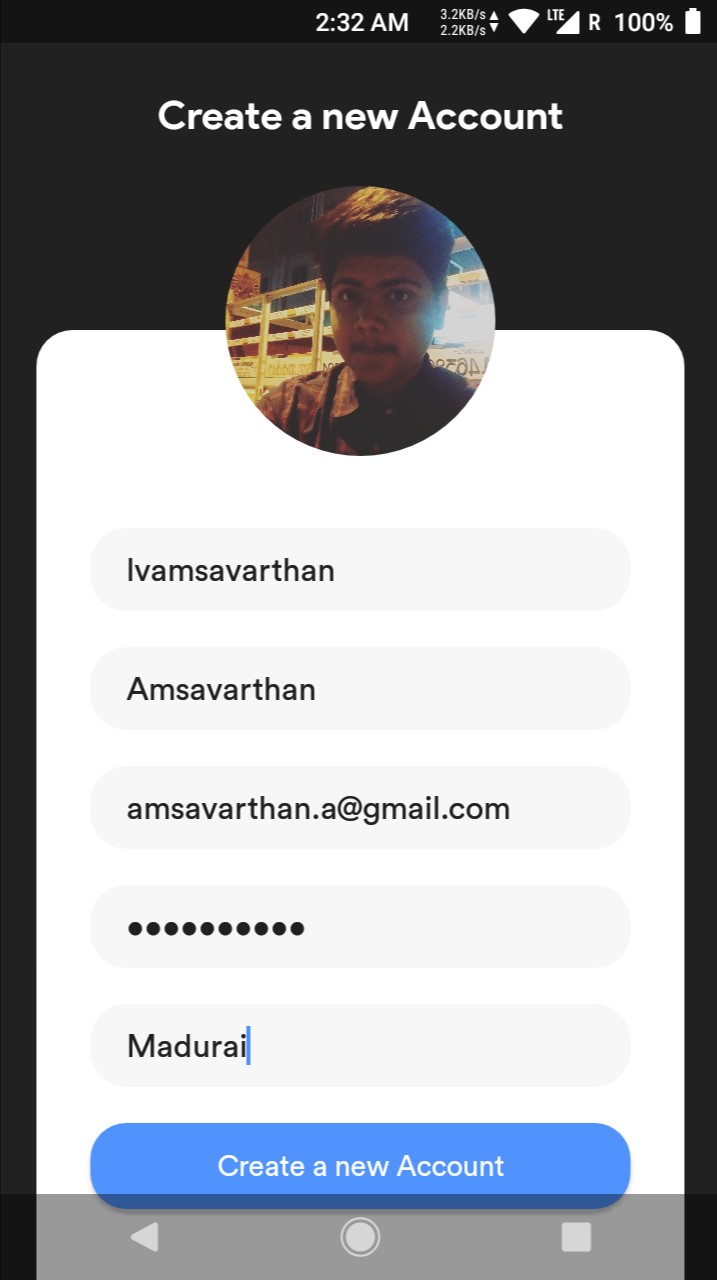 2:32 AM 3.2KB/s LTE R 100%
2.2KB/s
Create a new Account
lvamsavarthan
Amsavarthan
amsavarthan.a@gmail.com
••••••••••
Madurai
Create a new Account